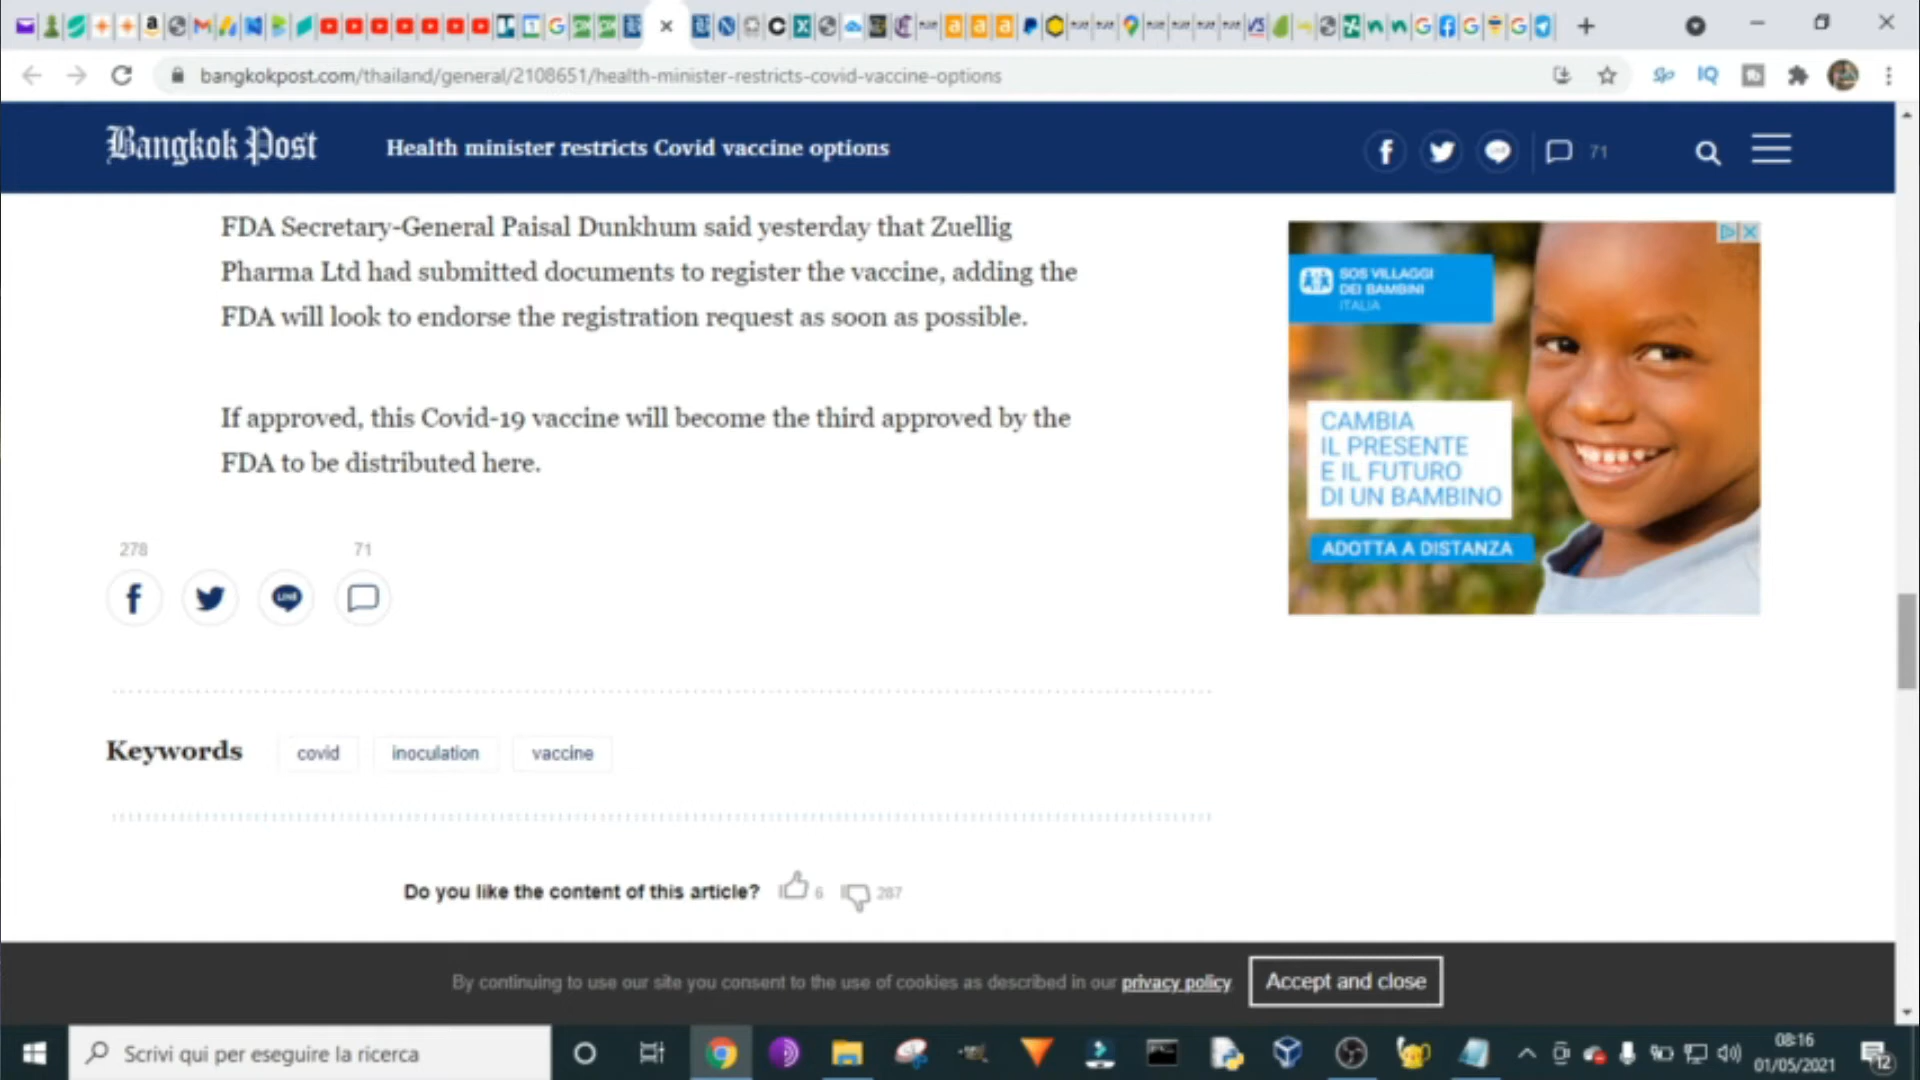 bangkokpost.com/thailand/general/2108651/health-minister-restricts-covid-vaccine-options
IQ
Bangkok Post
Health minister restricts Covid vaccine options
71
FDA Secretary-General Paisal Dunkhum said yesterday that Zuellig
Pharma Ltd had submitted documents to register the vaccine, adding the
FDA will look to endorse the registration request as soon as possible.
If approved, this Covid-19 vaccine will become the third approved by the
FDA to be distributed here.
SOS VILLAGGI
DEI BAMBINI
ITALIA
CAMBIA
IL PRESENTE
E IL FUTURO
DI UN BAMBINO
ADOTTA A DISTANZA
278
71
LINE
Keywords
covid
inoculation
vaccine
Do you like the content of this article?
6
287
By continuing to use our site you consent to the use of cookies as described in our privacy policy
Accept and close
Scrivi qui per eseguire la ricerca
08:16
01/05/2021
12